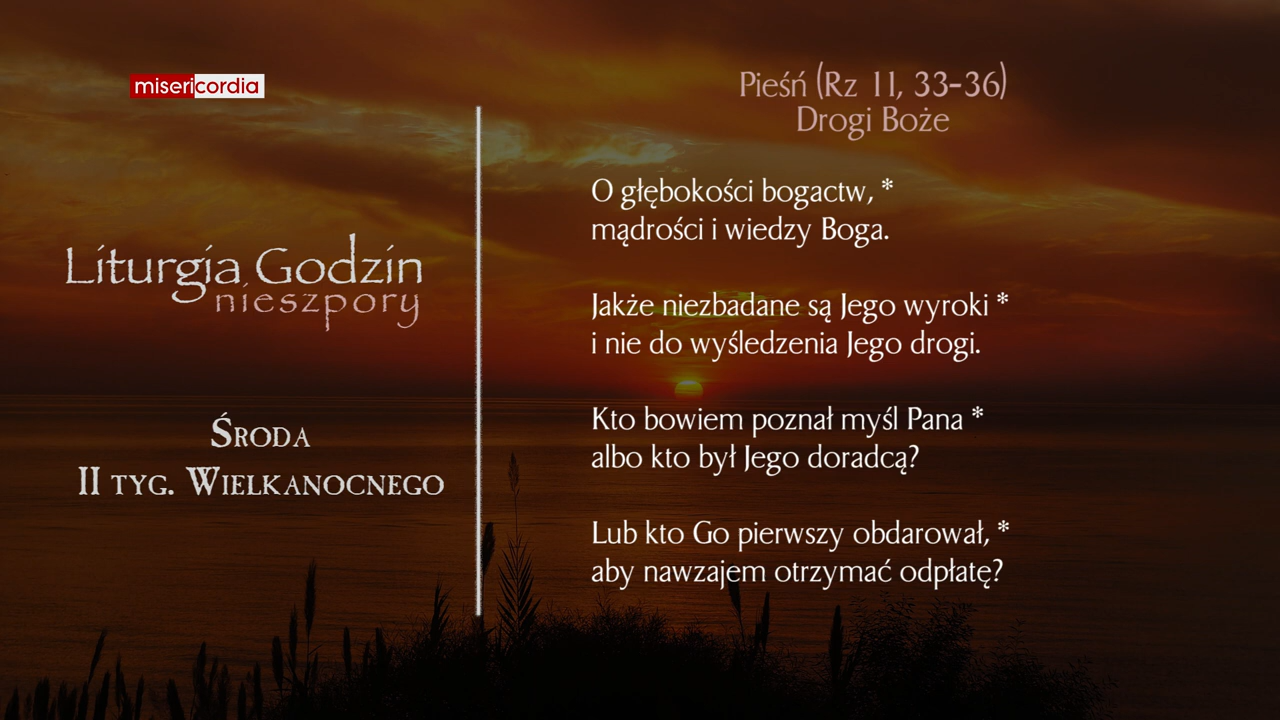 misericordia
Liturgia Godzin
nieszpory
Środa
II tyg. Wielkanocnego
Pieśń (Rz 11, 33-36)
Drogi Boże
O głębokości bogactw, *
mądrości i wiedzy Boga.
Jakże niezbadane są Jego wyroki *
i nie do wyśledzenia Jego drogi.
Kto bowiem poznał myśl Pana *
albo kto był Jego doradcą?
Lub kto Go pierwszy obdarował, *
aby nawzajem otrzymać odpłatę?